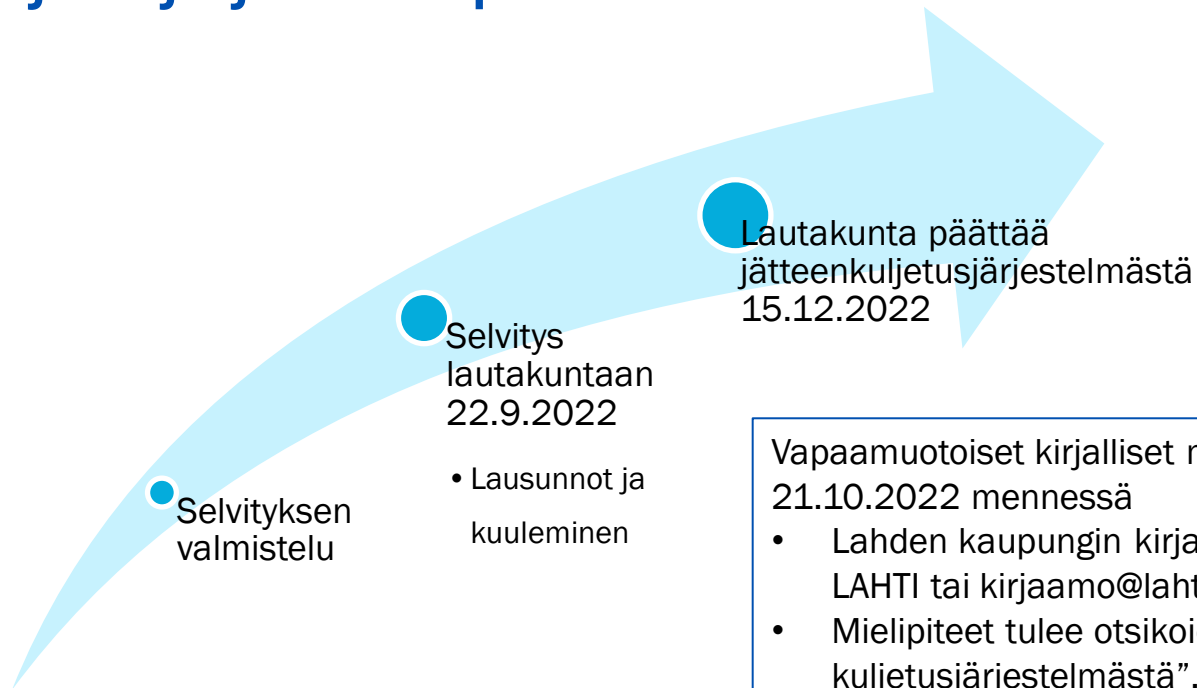 Selvityksen
valmistelu
Selvitys
lautakuntaan
22.9.2022
• Lausunnot ja
kuuleminen
Lautakunta päättää
jätteenkuljetusjärjestelmästä
15.12.2022
Vapaamuotoiset kirjalliset
21.10.2022 mennessä
• Lahden kaupungin
LAHTI tai
• Mielipiteet tulee
kuljetusjärjestelmästä”.